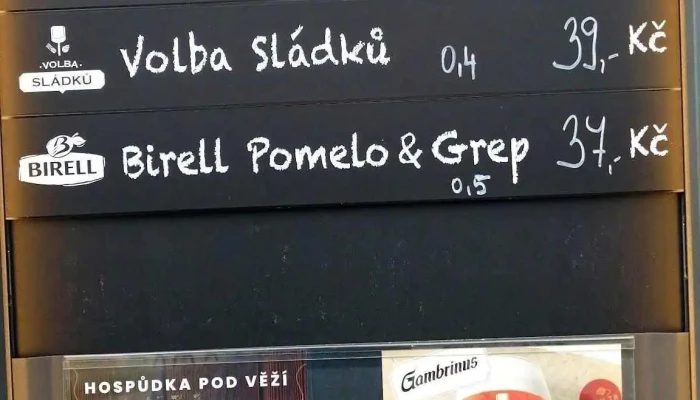 ·VOLBA·
SLÁDKŮ
Volba Sládků 0,4 39,- Kč
BIRELL
Birell Pomelo & Grep 37,- Kč
0,5
HOSPŮDKA POD VĚŽÍ
Gambrinus